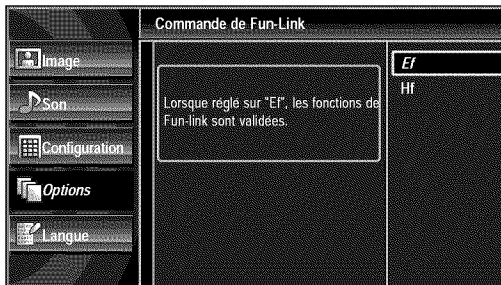 Commande de Fun-Link
Image
Son
Configuration
Options
Langue
Lorsque réglé sur "Ef", les fonctions de
Fun-link sont validées.
Ef
Hf